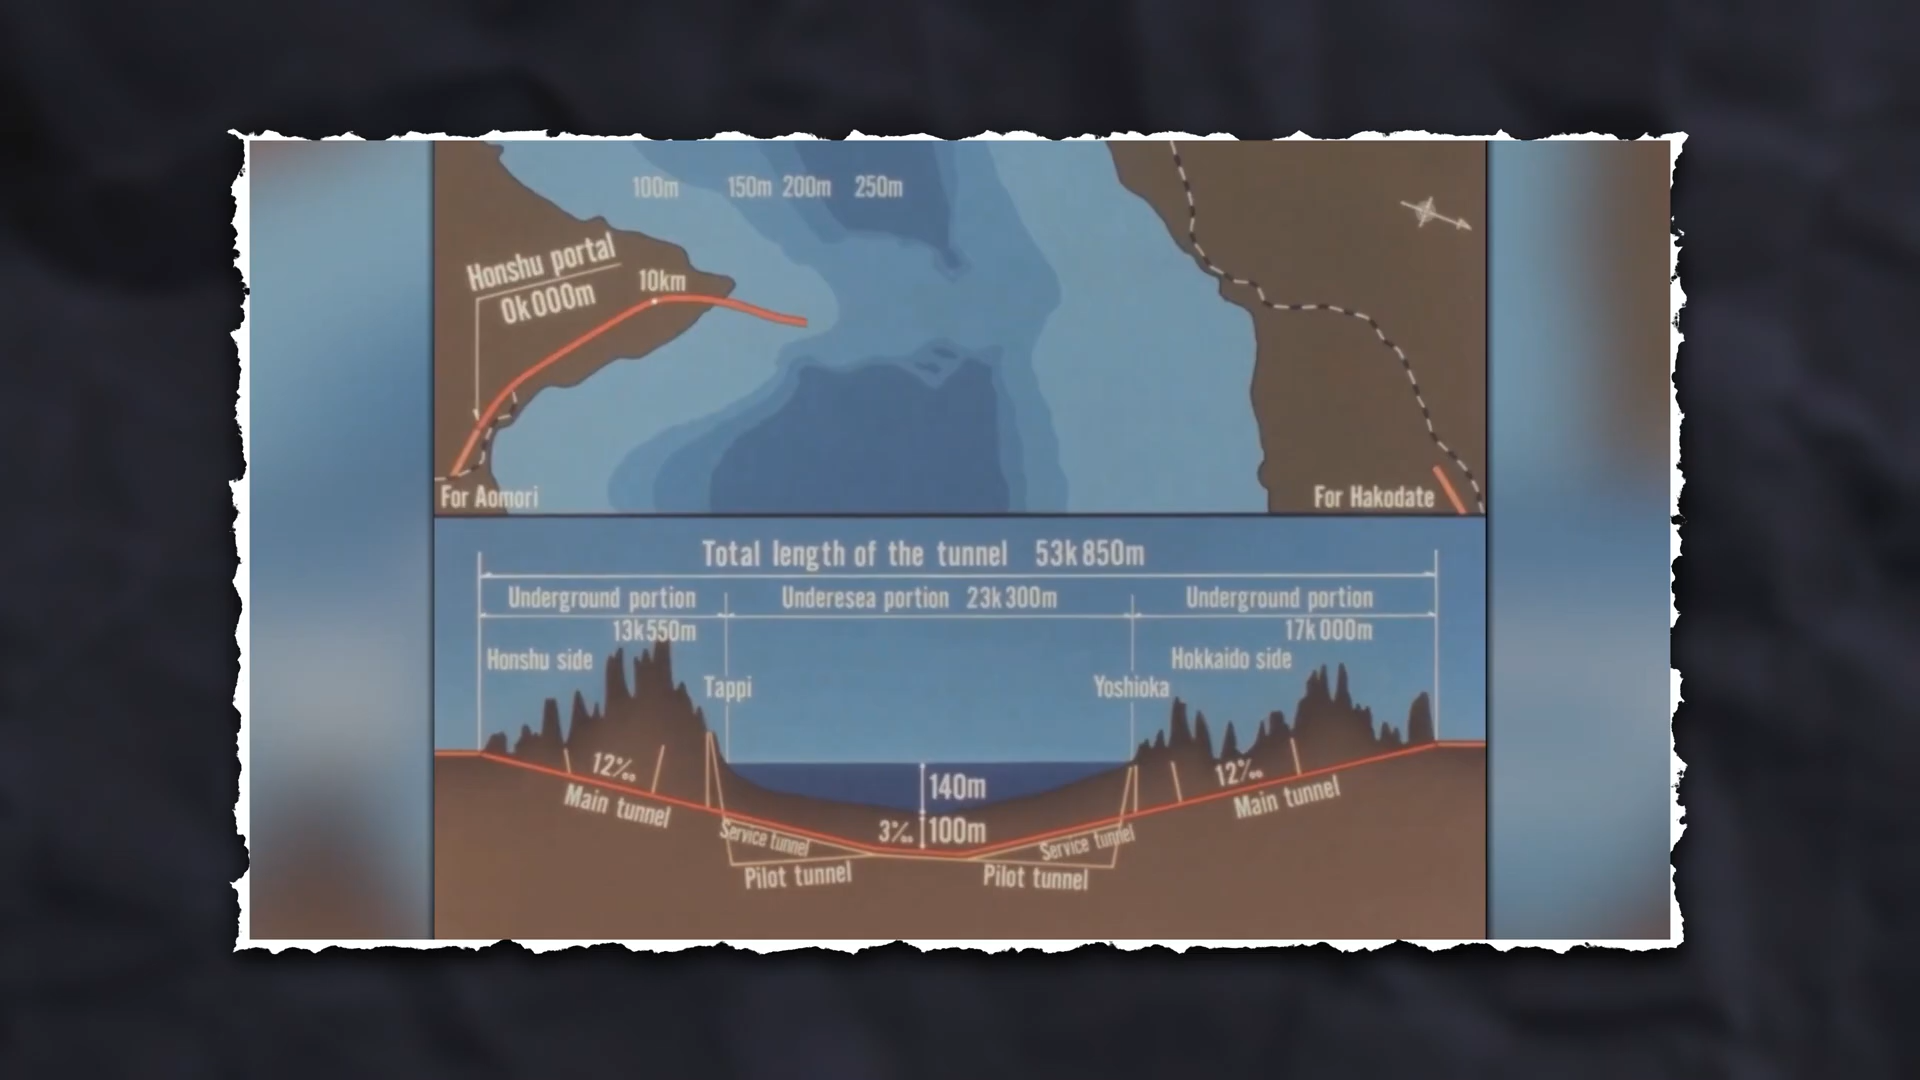 100m 150m 200m 250m
Honshu portal
0k000m
10km
For Aomori
For Hakodate
Total length of the tunnel 53k850m
Underground portion
13k550m
Underesea portion 23k300m
Underground portion
17k000m
Honshu side
Tappi
Yoshioka
Hokkaido side
12‰
Main tunnel
140m
3‰ 100m
12‰
Main tunnel
Service tunnel
Service tunnel
Pilot tunnel
Pilot tunnel